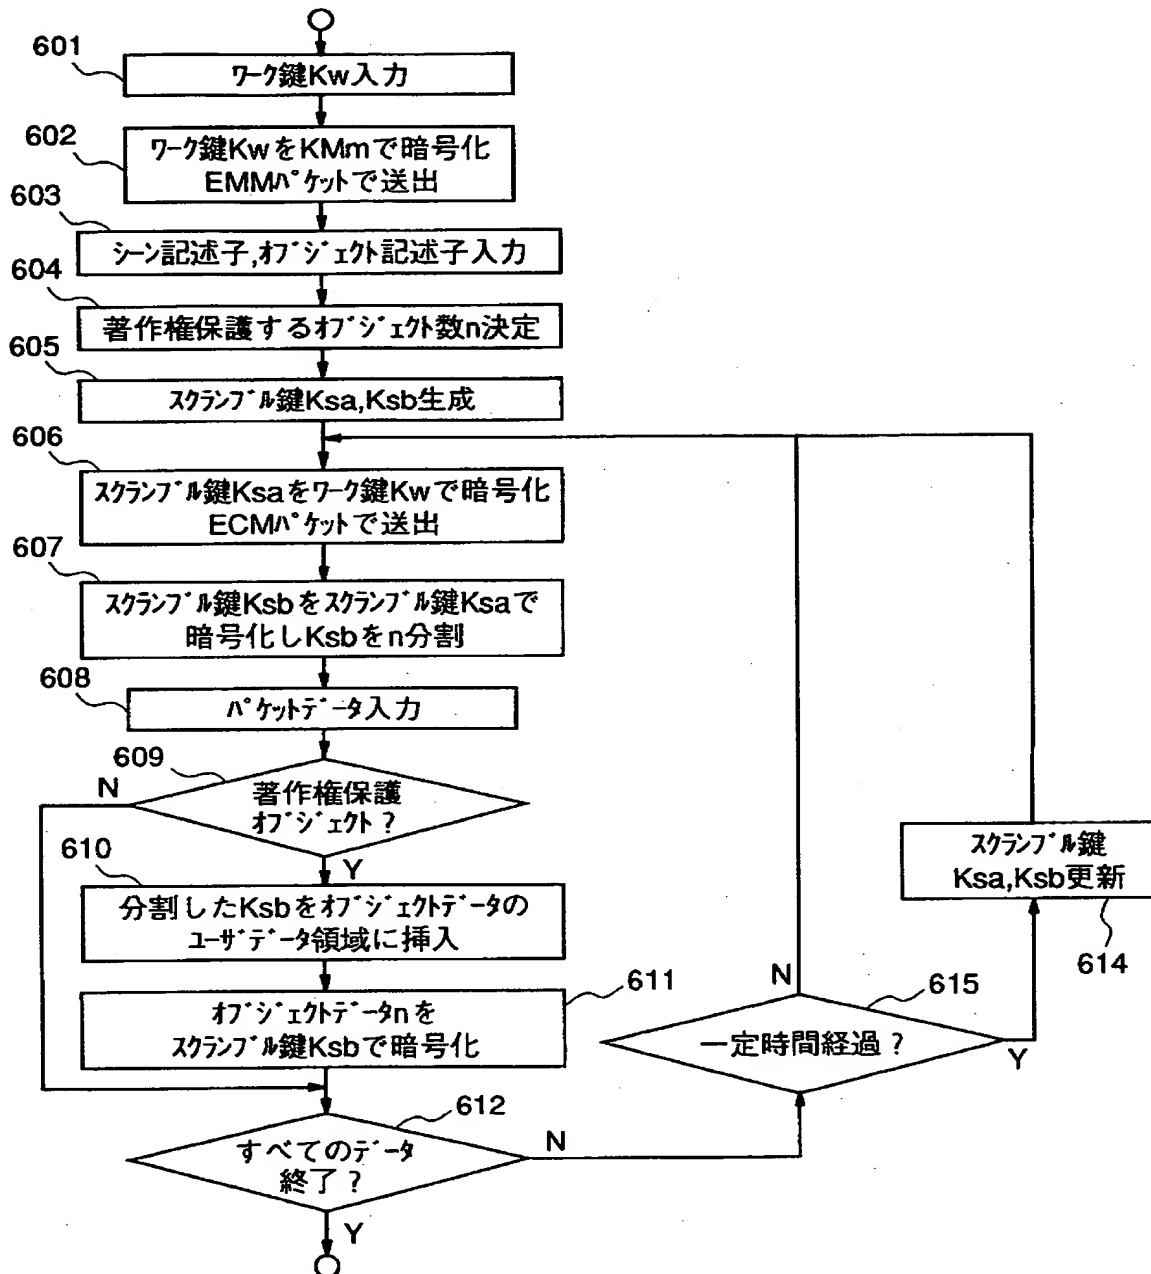 601
ワーク鍵Kw入力
602
ワーク鍵KwをKMmで暗号化
EMMパケットで送出
603
シーン記述子,オブジェクト記述子入力
604
著作権保護するオブジェクト数n決定
605
スクランブル鍵Ksa,Ksb生成
606
スクランブル鍵Ksaをワーク鍵Kwで暗号化
ECMパケットで送出
607
スクランブル鍵Ksbをスクランブル鍵Ksaで
暗号化しKsbをn分割
608
パケットデータ入力
609
N
著作権保護
オブジェクト?
Y
610
分割したKsbをオブジェクトデータの
ユーザデータ領域に挿入
611
オブジェクトデータnを
スクランブル鍵Ksbで暗号化
612
すべてのデータ
終了?
N
Y
615
一定時間経過?
N
Y
スクランブル鍵
Ksa,Ksb更新
614